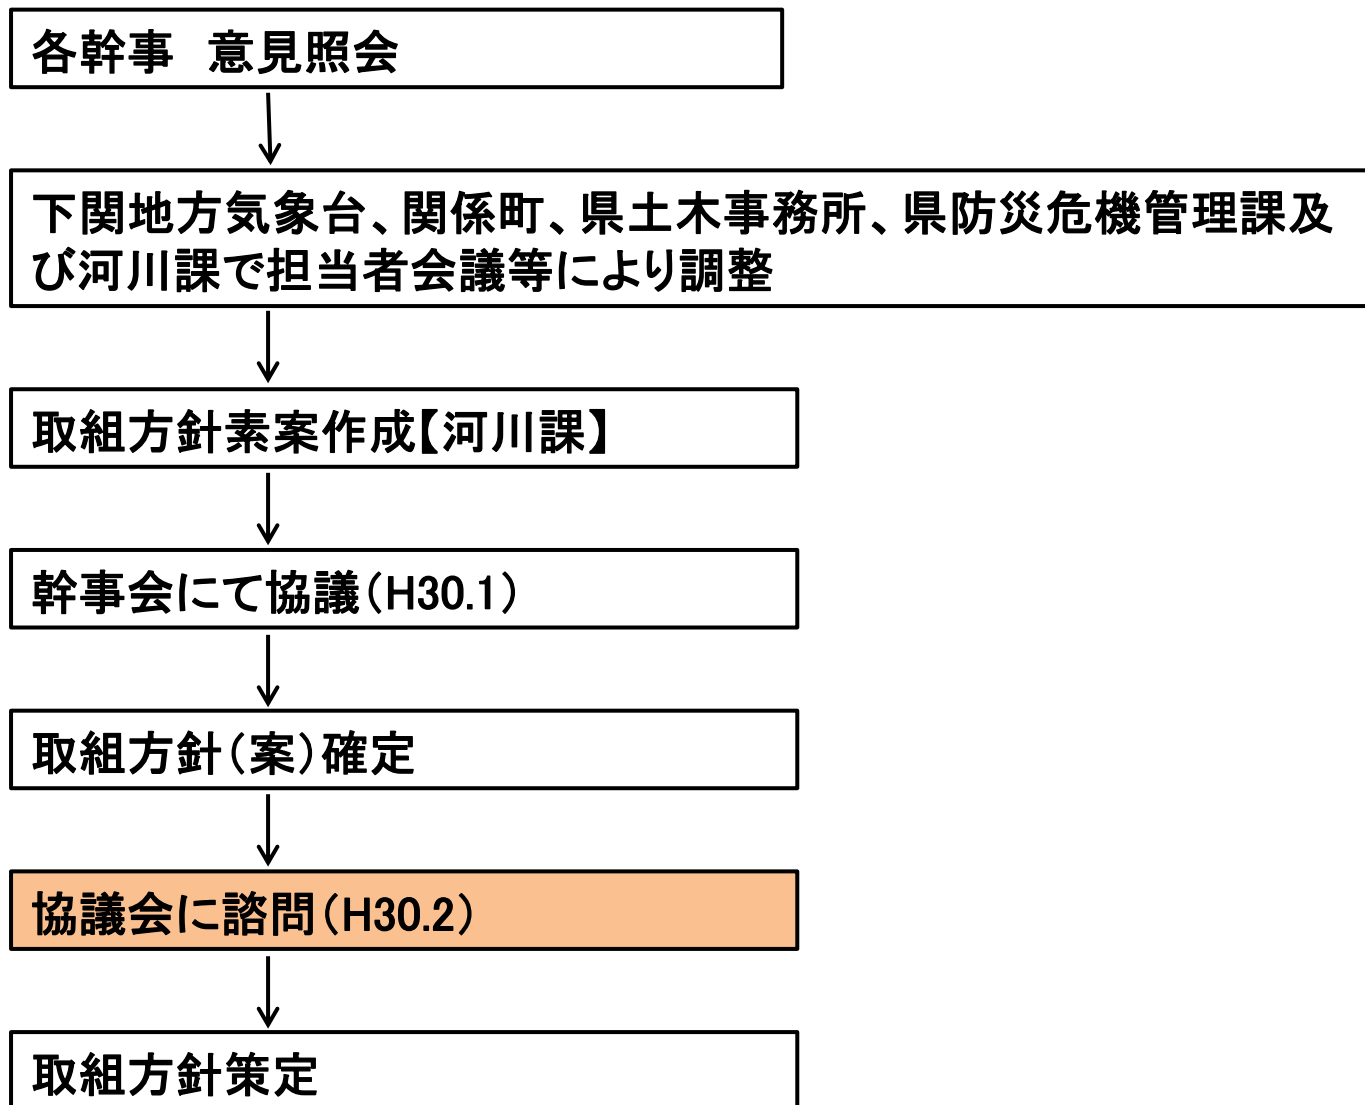 各幹事　意見照会
下関地方気象台、関係町、県土木事務所、県防災危機管理課及
び河川課で担当者会議等により調整
取組方針素案作成【河川課】
幹事会にて協議（H30.1）
取組方針（案）確定
協議会に諮問（H30.2）
取組方針策定